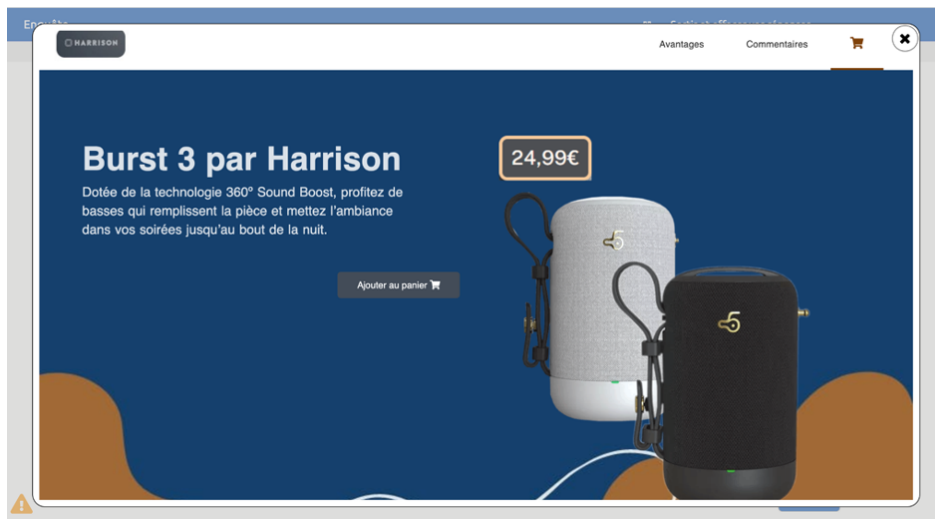 HARRISON
Avantages
Commentaires
Burst 3 par Harrison
24,99€
Dotée de la technologie 360º Sound Boost, profitez de
basses qui remplissent la pièce et mettez l'ambiance
dans vos soirées jusqu'au bout de la nuit.
Ajouter au panier